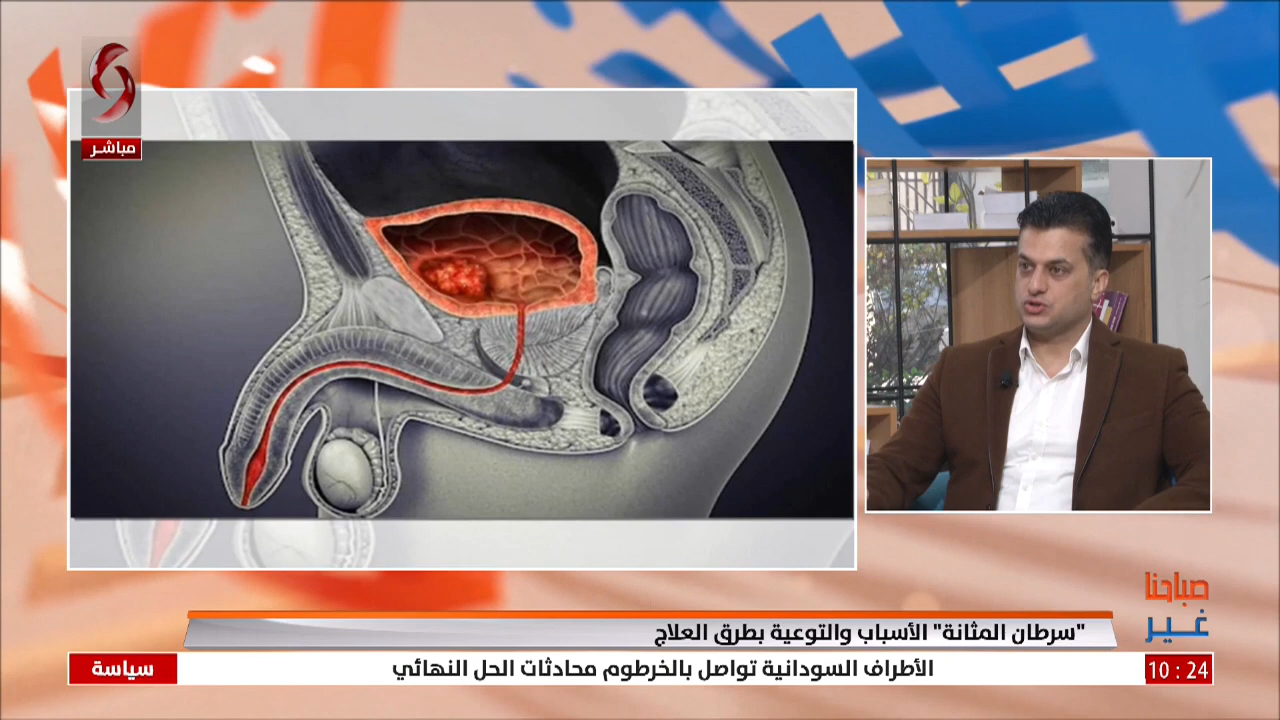 مباشر
صباحنا
غير
"سرطان المثانة" الأسباب والتوعية بطرق العلاج
سياسة
الأطراف السودانية تواصل بالخرطوم محادثات الحل النهائي
10 : 24